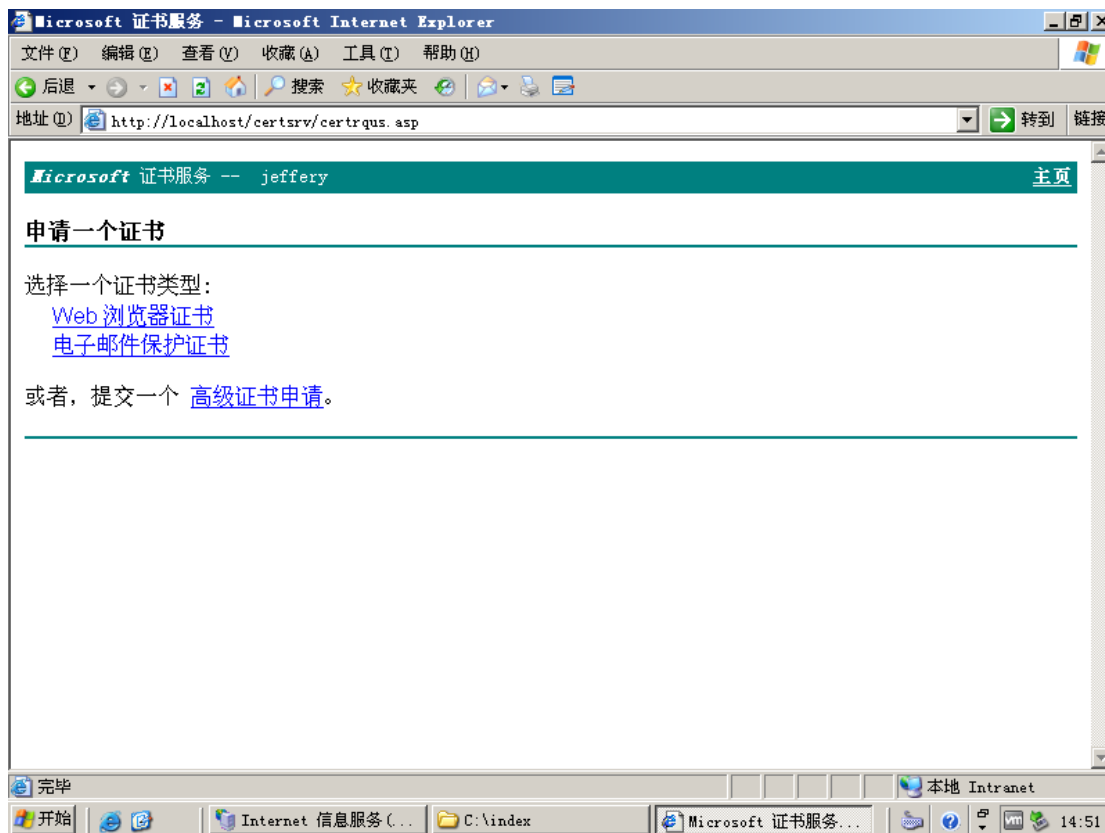 Microsoft 证书服务 - Microsoft Internet Explorer
文件(F) 编辑(E) 查看(V) 收藏(A) 工具(T) 帮助(H)
后退 搜索 收藏夹
地址(D) http://localhost/certsrv/certrqus.asp 转到 链接
Microsoft 证书服务 -- jeffery 主页
申请一个证书
选择一个证书类型:
Web 浏览器证书
电子邮件保护证书
或者，提交一个 高级证书申请。
完毕 本地 Intranet
开始 Internet 信息服务(... C:\index Microsoft 证书服务... 14:51